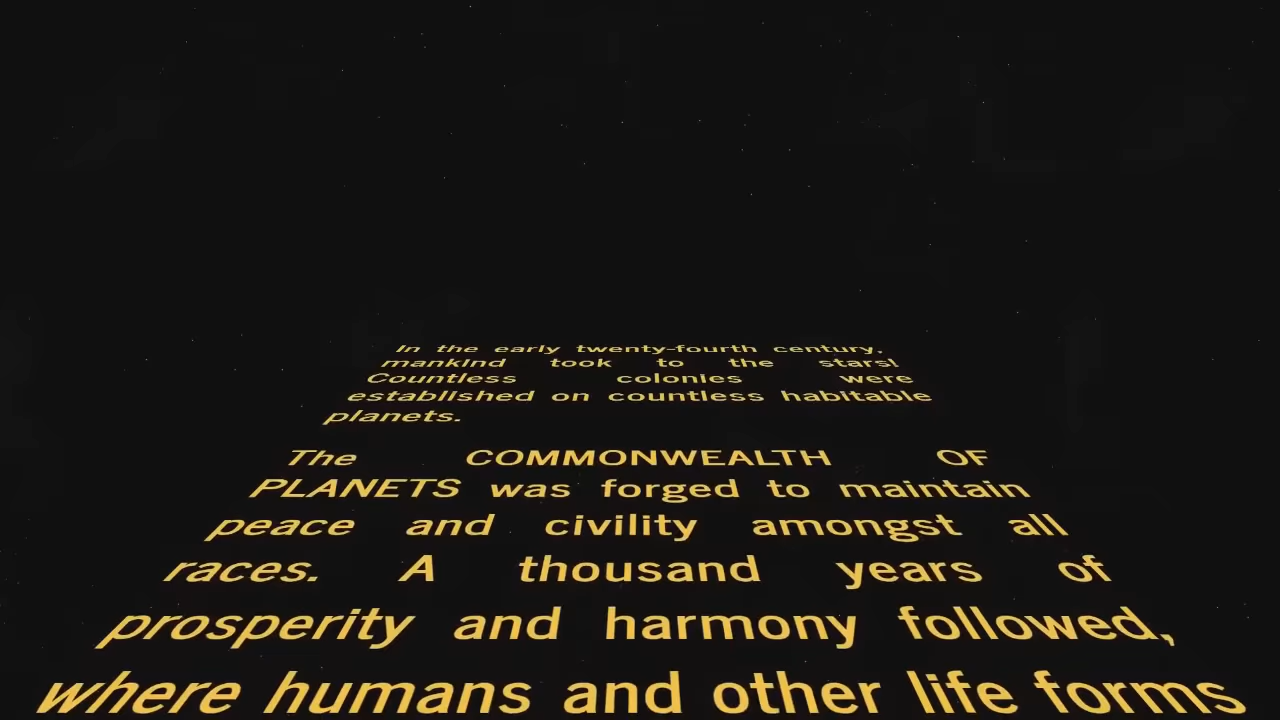 In the early twenty-fourth century,
mankind took to the stars!
Countless colonies were
established on countless habitable
planets.
The COMMONWEALTH OF
PLANETS was forged to maintain
peace and civility amongst all
races. A thousand years of
prosperity and harmony followed,
where humans and other life forms